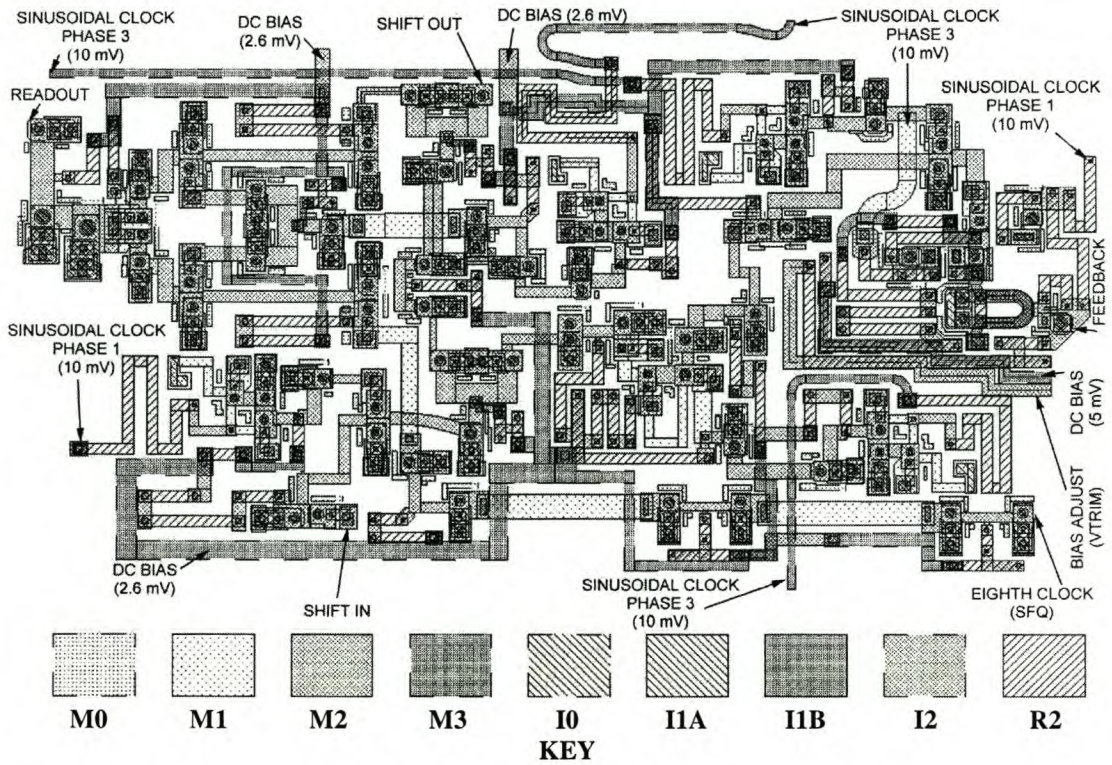 SINUSOIDAL CLOCK
PHASE 3
(10 mV)
DC BIAS
(2.6 mV)
SHIFT OUT
DC BIAS (2.6 mV)
SINUSOIDAL CLOCK
PHASE 3
(10 mV)
SINUSOIDAL CLOCK
PHASE 1
(10 mV)
READOUT
FEEDBACK
SINUSOIDAL CLOCK
PHASE 1
(10 mV)
DC BIAS
(5 mV)
BIAS ADJUST
(VTRIM)
DC BIAS
(2.6 mV)
SHIFT IN
SINUSOIDAL CLOCK
PHASE 3
(10 mV)
EIGHTH CLOCK
(SFQ)
M0 M1 M2 M3 I0 I1A I1B I2 R2
KEY